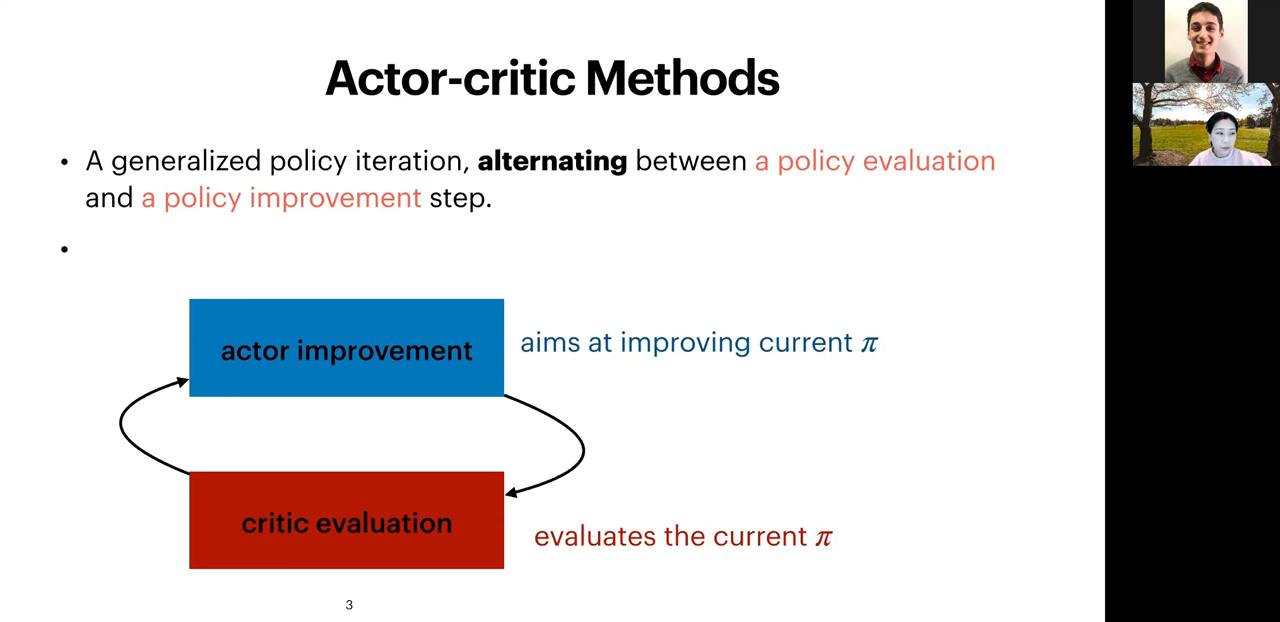 Actor-critic Methods
• A generalized policy iteration, alternating between a policy evaluation
and a policy improvement step.
•
actor improvement
aims at improving current π
critic evaluation
evaluates the current π
3